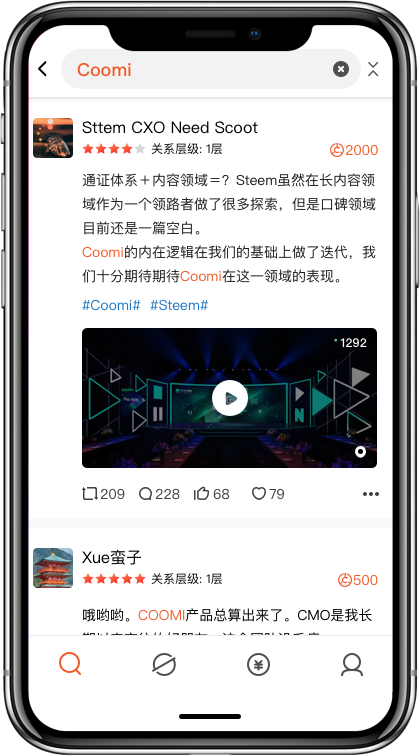 Coomi
Sttem CXO Need Scoot
关系层级: 1层
2000
通证体系＋内容领域＝？Steem虽然在长内容领
域作为一个领路者做了很多探索，但是口碑领域
目前还是一篇空白。
Coomi的内在逻辑在我们的基础上做了迭代，我
们十分期待期待Coomi在这一领域的表现。
#Coomi# #Steem#
1292
209 228 68 79
Xue蛮子
关系层级: 1层
500
哦哟哟。COOMI产品总算出来了。CMO是我长